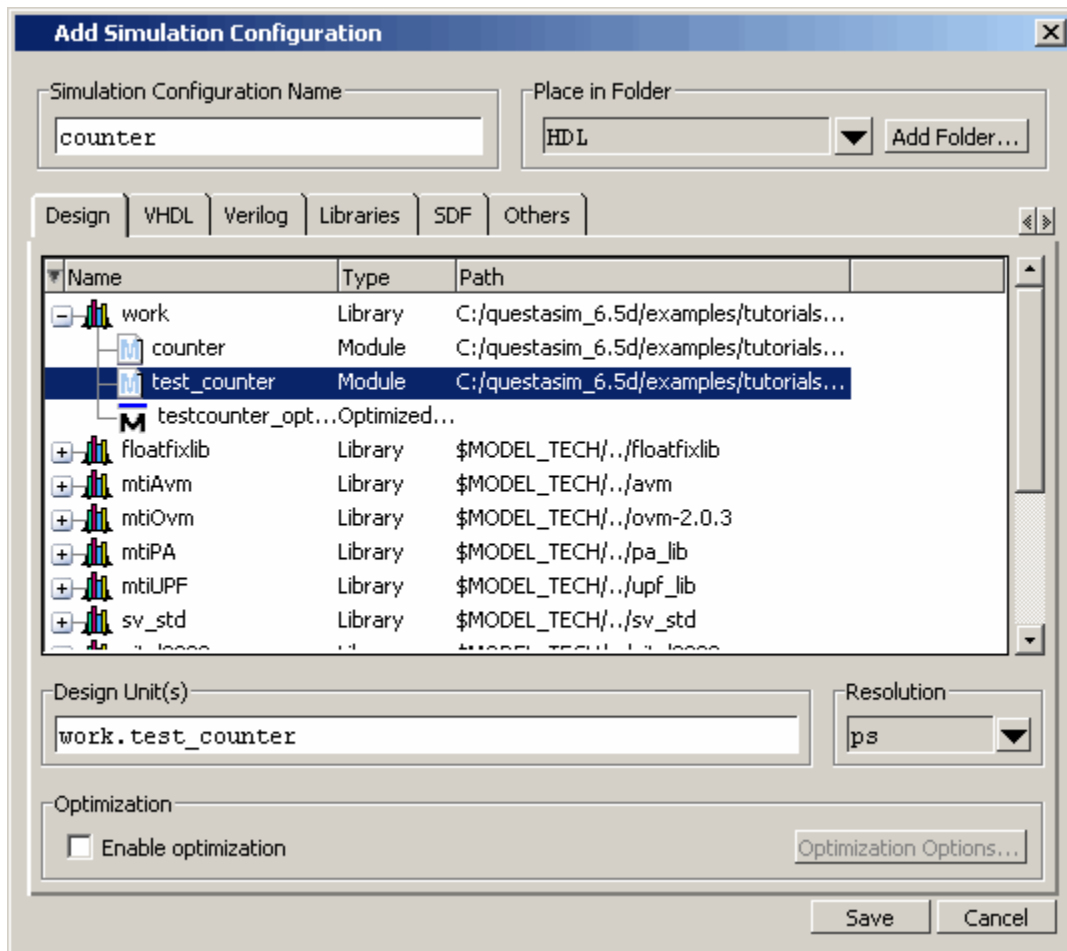 Add Simulation Configuration
Simulation Configuration Name
Place in Folder
counter
HDL
Add Folder...
Design VHDL Verilog Libraries SDF Others
Name Type Path
work Library C:/questasim_6.5d/examples/tutorials...
counter Module C:/questasim_6.5d/examples/tutorials...
test_counter Module C:/questasim_6.5d/examples/tutorials...
testcounter_opt...Optimized...
floatfixlib Library $MODEL_TECH/../floatfixlib
mtiAvm Library $MODEL_TECH/../avm
mtiOvm Library $MODEL_TECH/../ovm-2.0.3
mtiPA Library $MODEL_TECH/../pa_lib
mtiUPF Library $MODEL_TECH/../upf_lib
sv_std Library $MODEL_TECH/../sv_std
Design Unit(s)
Resolution
work.test_counter
ps
Optimization
Enable optimization
Optimization Options...
Save Cancel